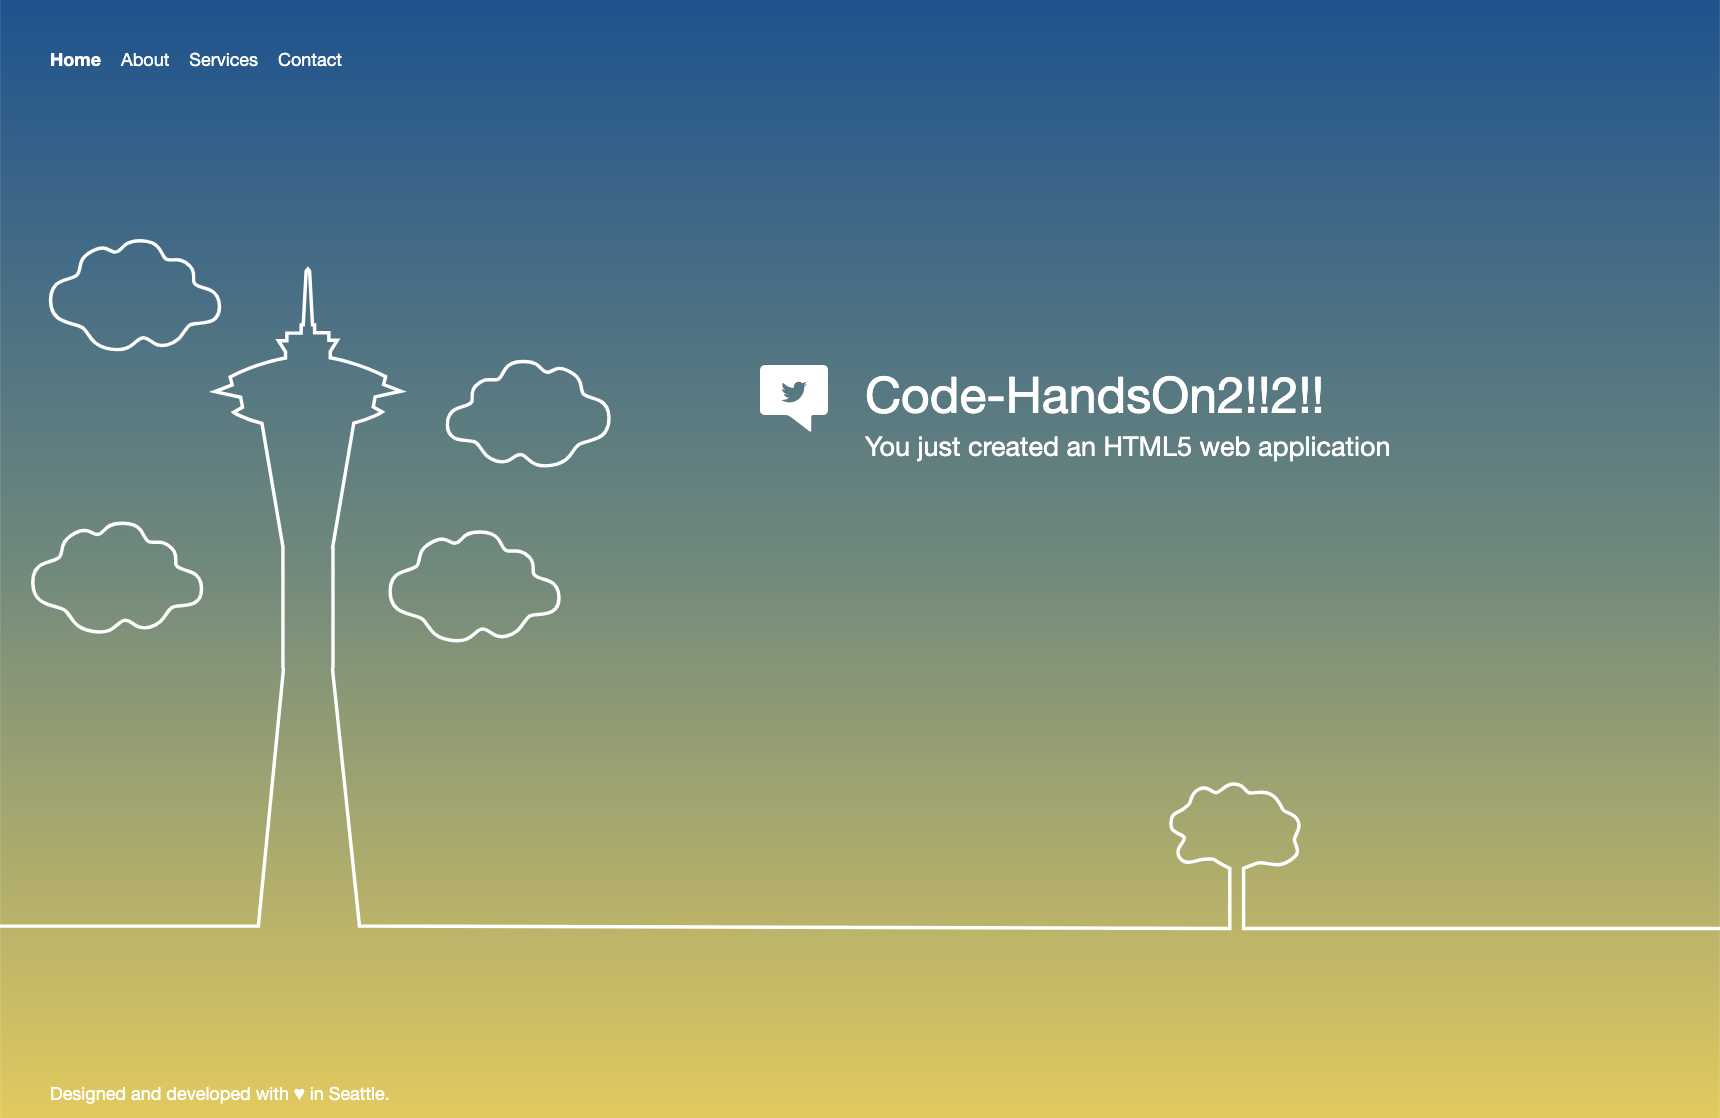 Home About Services Contact
Code-HandsOn2!!2!!
You just created an HTML5 web application
Designed and developed with ♥ in Seattle.